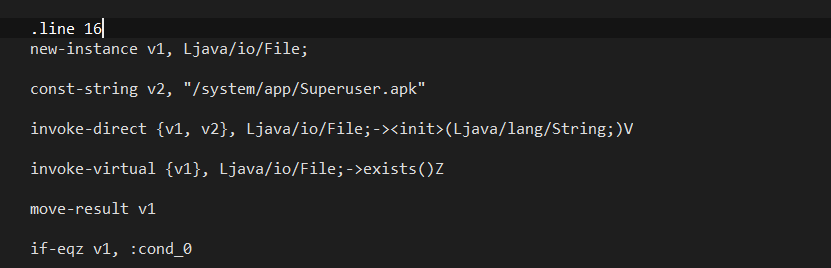 .line 16
new-instance v1, Ljava/io/File;
const-string v2, "/system/app/Superuser.apk"
invoke-direct {v1, v2}, Ljava/io/File;-><init>(Ljava/lang/String;)V
invoke-virtual {v1}, Ljava/io/File;->exists()Z
move-result v1
if-eqz v1, :cond_0